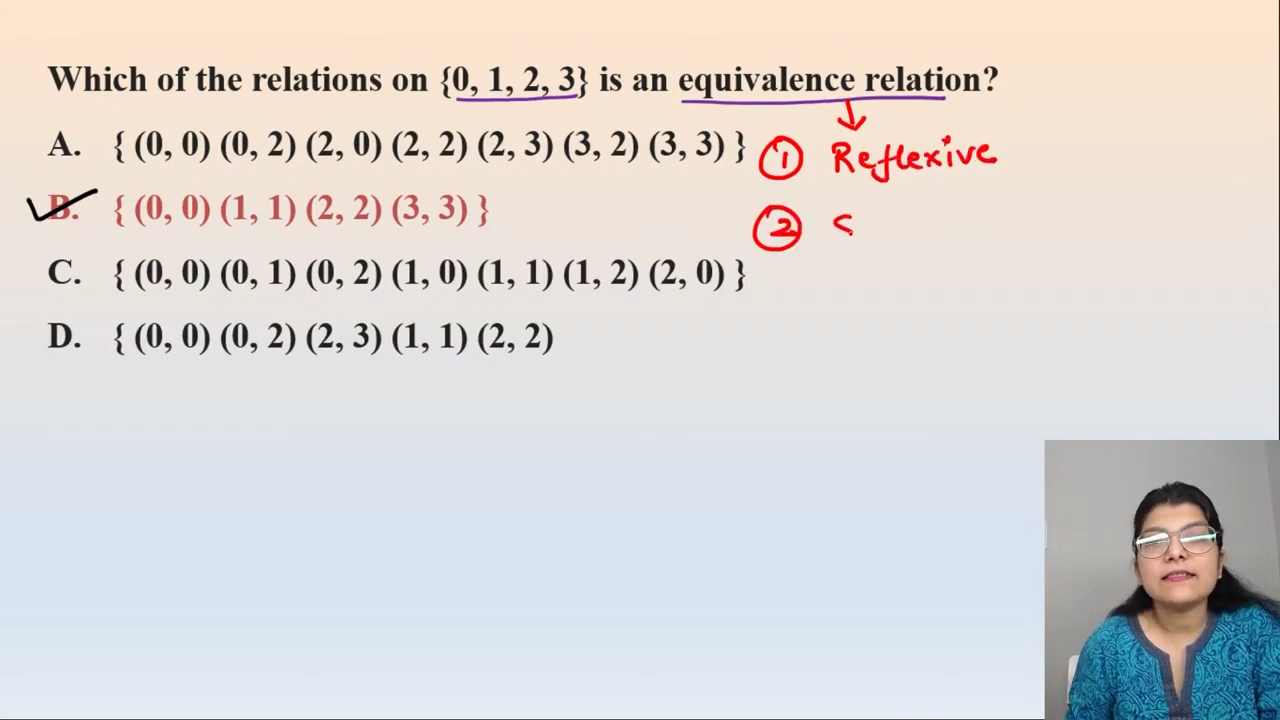 Which of the relations on {0, 1, 2, 3} is an equivalence relation?
A. { (0, 0) (0, 2) (2, 0) (2, 2) (2, 3) (3, 2) (3, 3) } ① Reflexive
B. { (0, 0) (1, 1) (2, 2) (3, 3) } ② S
C. { (0, 0) (0, 1) (0, 2) (1, 0) (1, 1) (1, 2) (2, 0) }
D. { (0, 0) (0, 2) (2, 3) (1, 1) (2, 2)